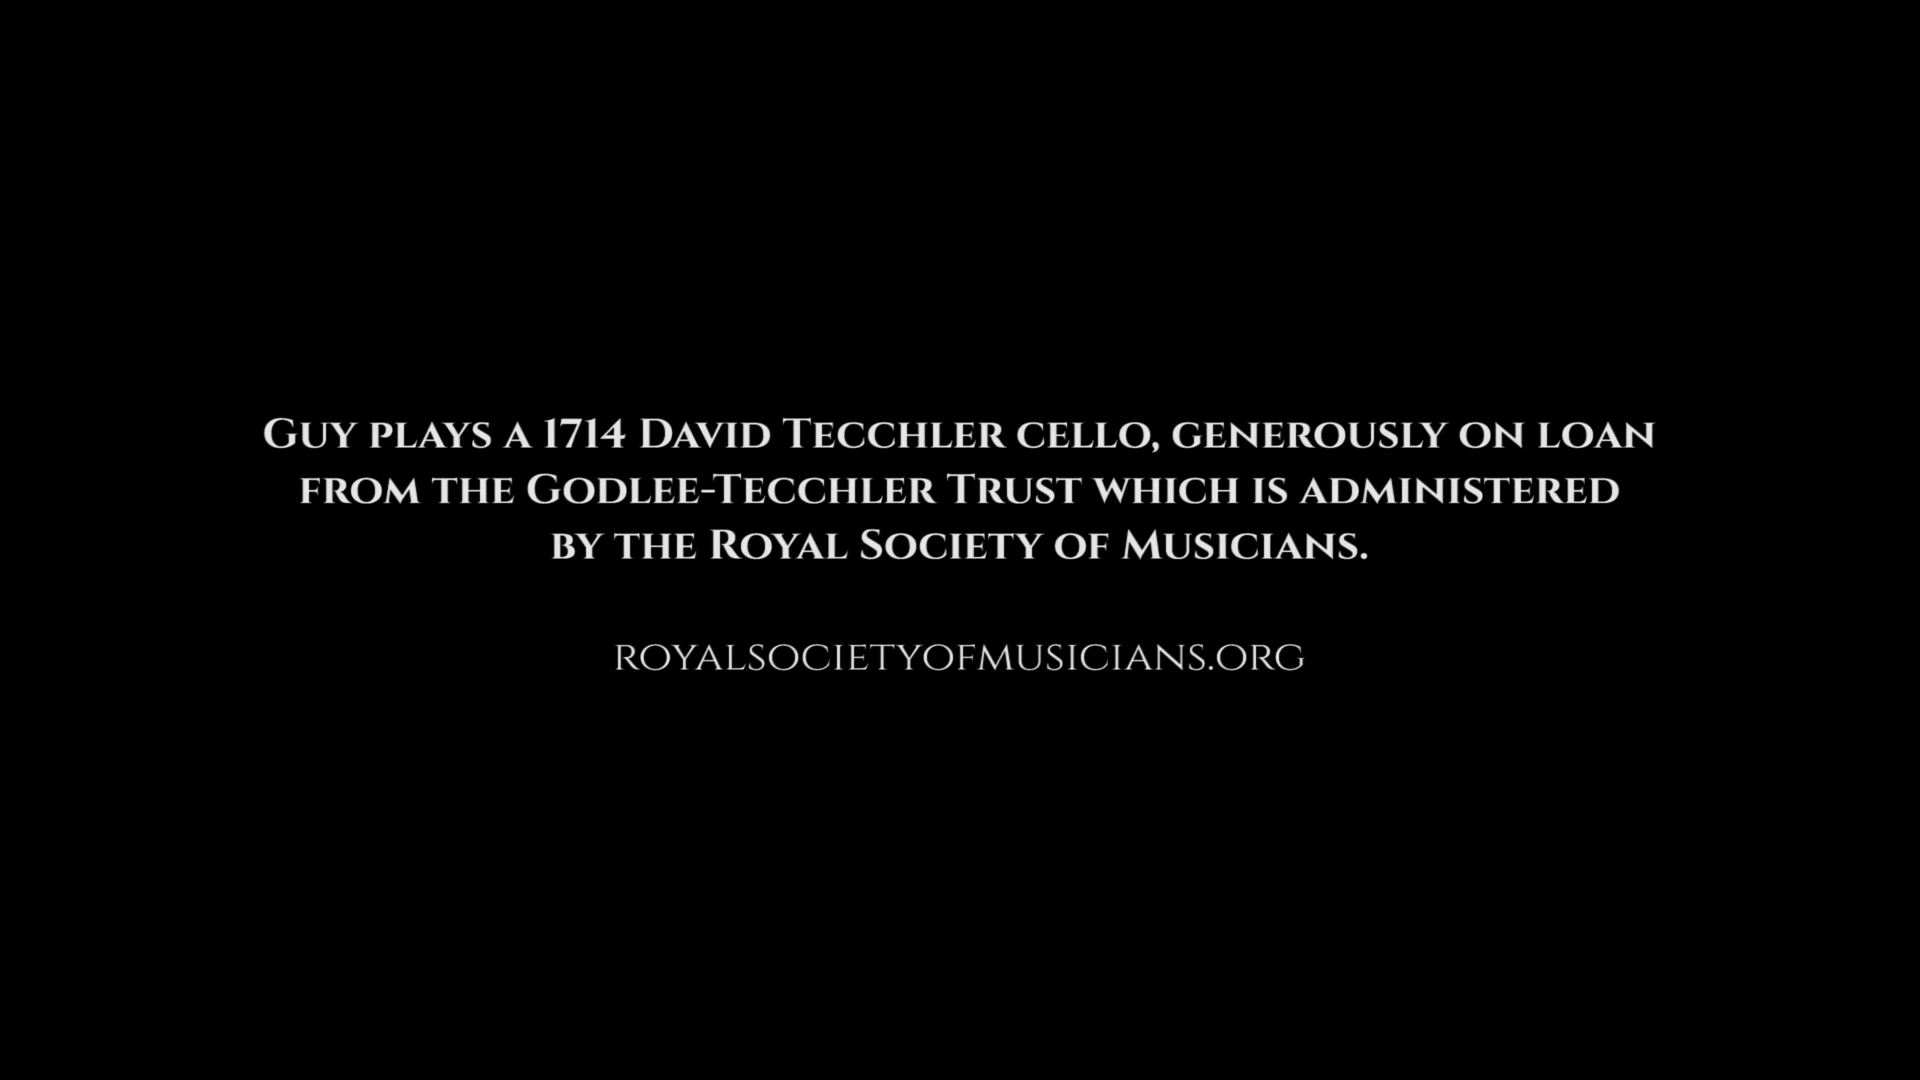 Guy plays a 1714 David Tecchler cello, generously on loan
from the Godlee-Tecchler Trust which is administered
by the Royal Society of Musicians.
royalsocietyofmusicians.org